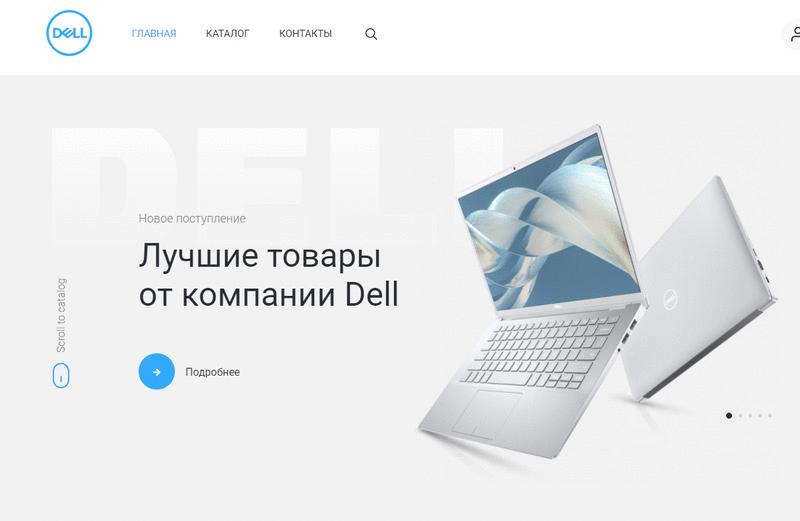 DELL
ГЛАВНАЯ
КАТАЛОГ
КОНТАКТЫ
DELL
Новое поступление
Лучшие товары
от компании Dell
Scroll to catalog
Подробнее